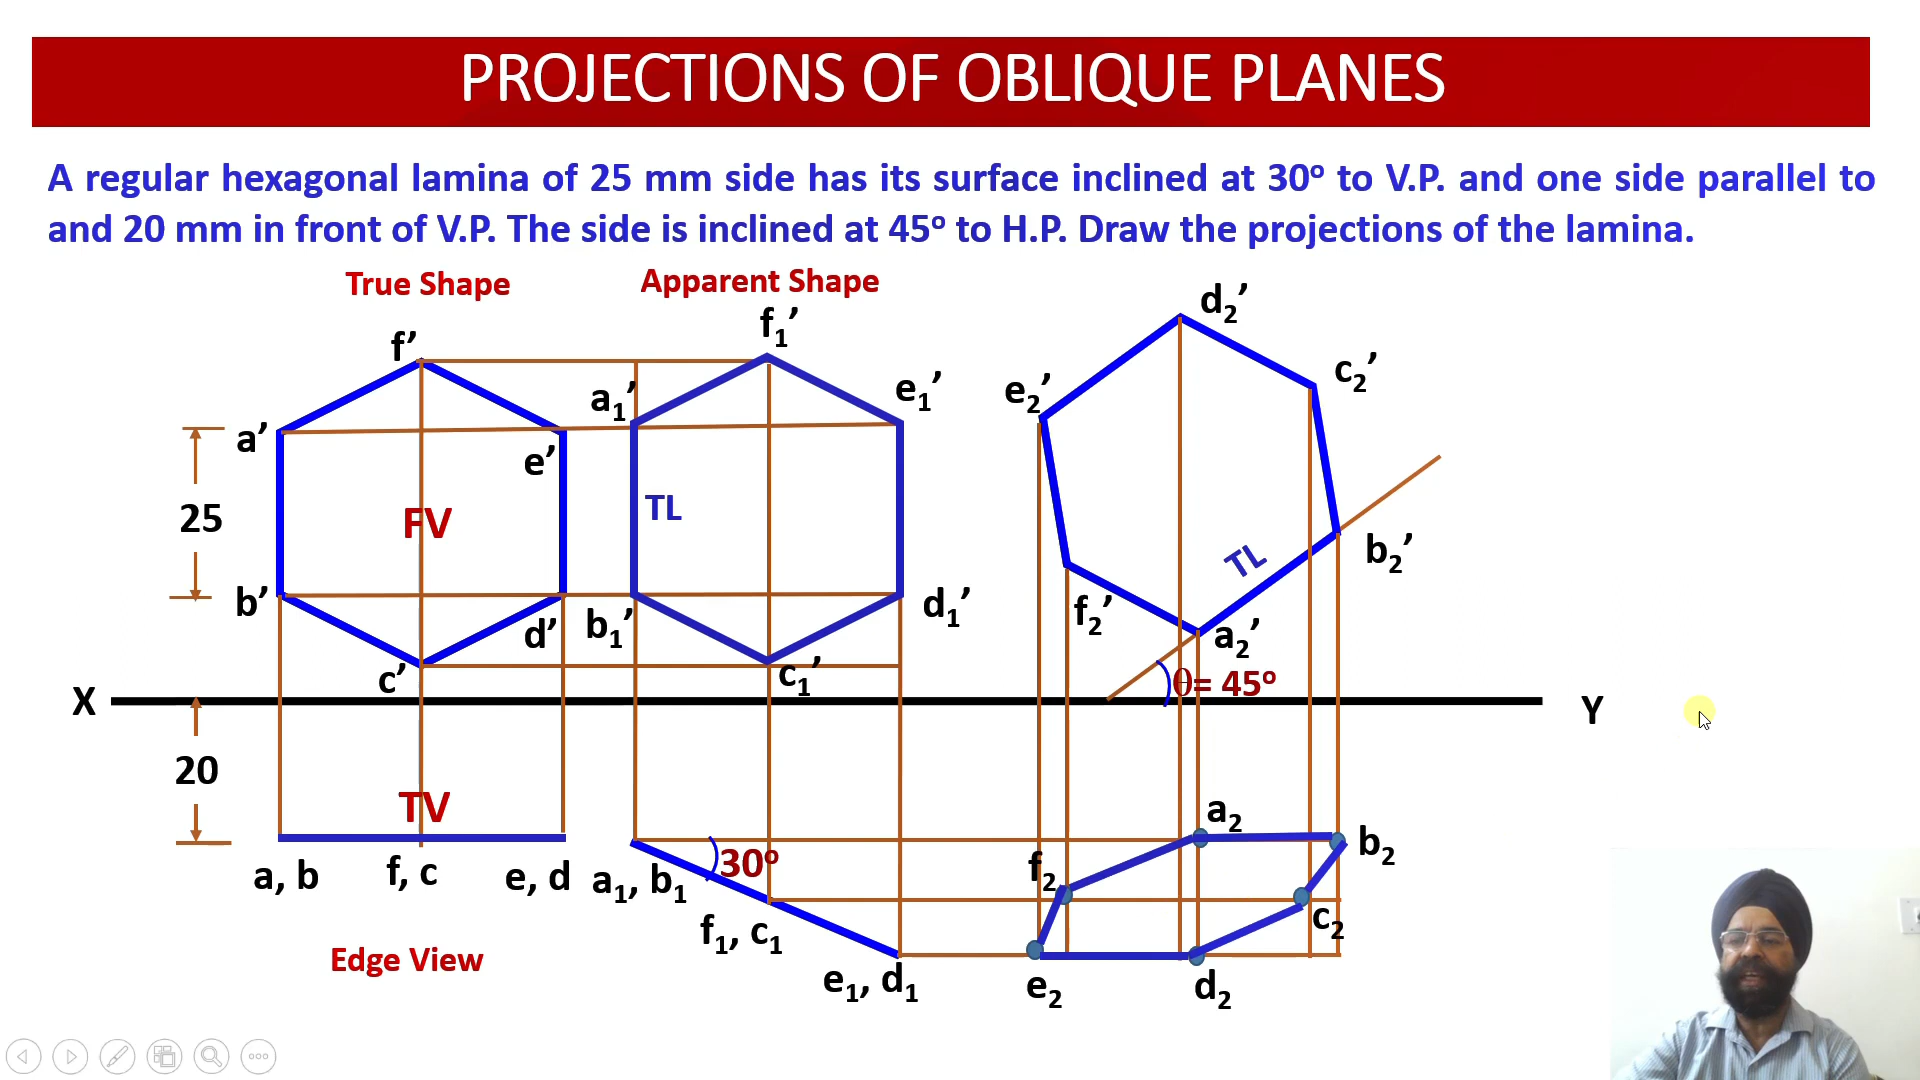 PROJECTIONS OF OBLIQUE PLANES
A regular hexagonal lamina of 25 mm side has its surface inclined at 30º to V.P. and one side parallel to
and 20 mm in front of V.P. The side is inclined at 45º to H.P. Draw the projections of the lamina.
True Shape
Apparent Shape
d₂’
f’
f₁’
a₁’
e₁’
e₂’
c₂’
a’
e’
25
FV
TL
TL
b₂’
b’
d’
b₁’
d₁’
f₂’
a₂’
c’
c₁’
θ= 45º
X
Y
20
TV
a₂
b₂
a, b
f, c
e, d
a₁, b₁
30º
f₂
f₁, c₁
c₂
Edge View
e₁, d₁
e₂
d₂